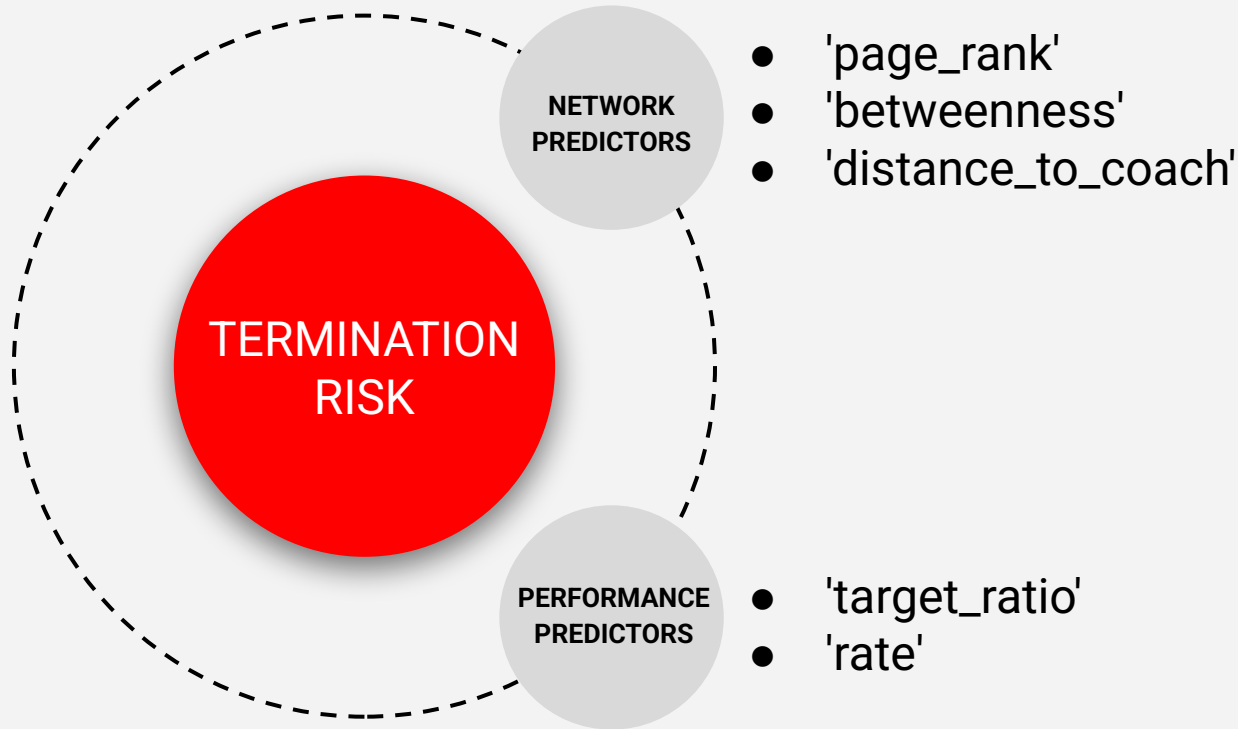 NETWORK
PREDICTORS
● 'page_rank'
● 'betweenness'
● 'distance_to_coach'
TERMINATION
RISK
PERFORMANCE
PREDICTORS
● 'target_ratio'
● 'rate'